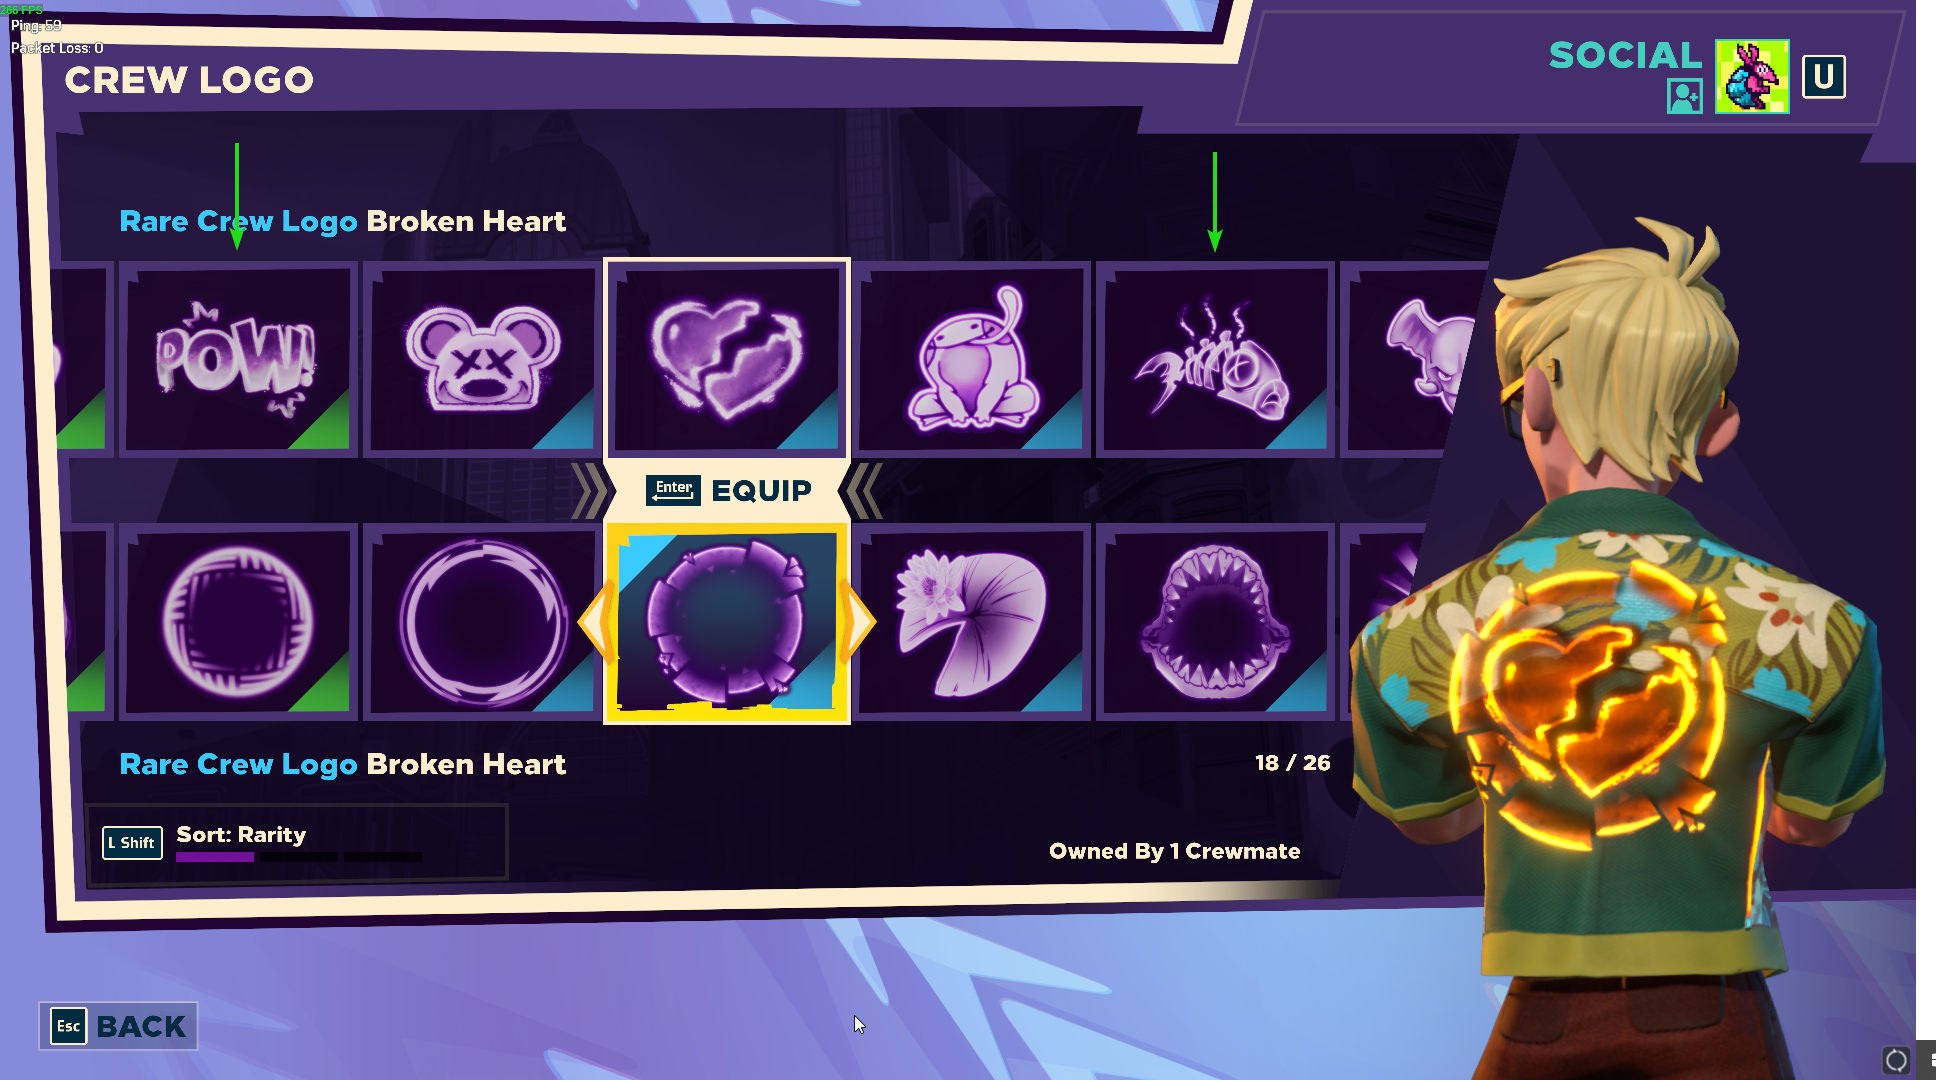 266 FPS
Ping: 59
Packet Loss: 0
CREW LOGO
SOCIAL
U
Rare Crew Logo Broken Heart
POW!
Enter EQUIP
Rare Crew Logo Broken Heart
18 / 26
L Shift Sort: Rarity
Owned By 1 Crewmate
Esc BACK